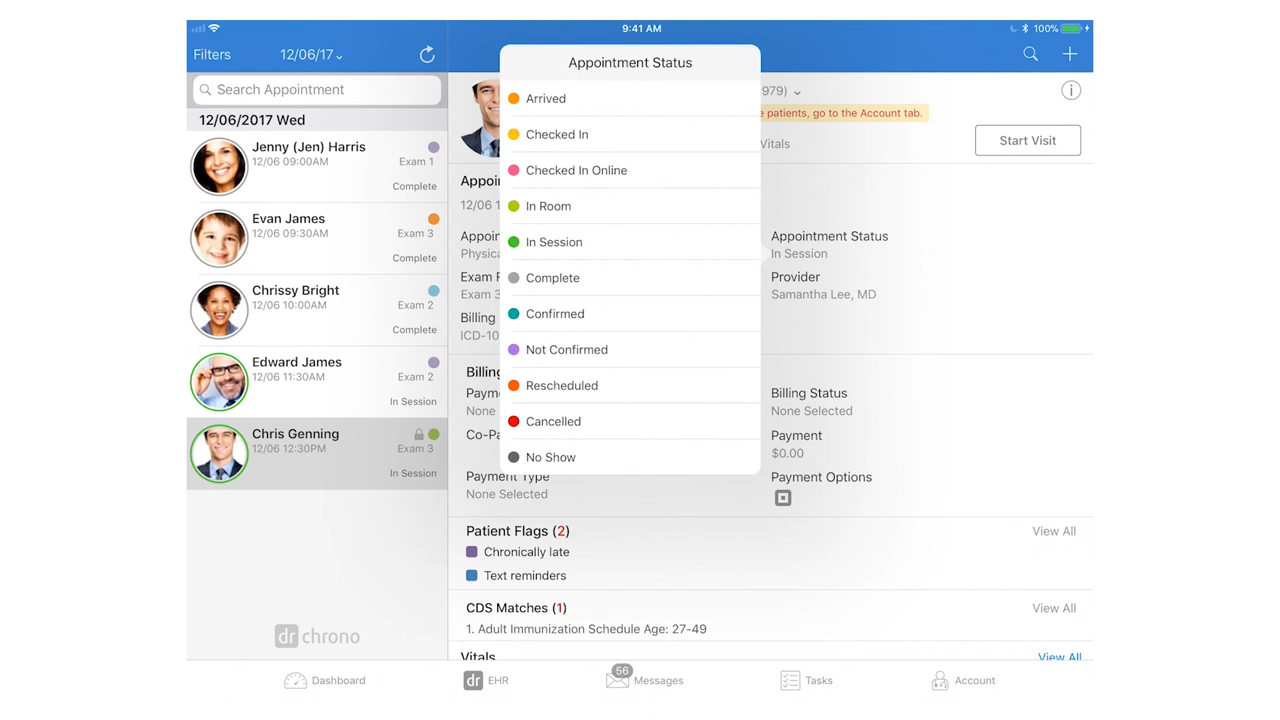 9:41 AM
100%
Filters
12/06/17
Search Appointment
12/06/2017 Wed
Jenny (Jen) Harris
12/06 09:00AM
Exam 1
Complete
Evan James
12/06 09:30AM
Exam 3
Complete
Chrissy Bright
12/06 10:00AM
Exam 2
Complete
Edward James
12/06 11:30AM
Exam 2
In Session
Chris Genning
12/06 12:30PM
Exam 3
In Session
dr chrono
Appointment Status
Arrived
Checked In
Checked In Online
In Room
In Session
Complete
Confirmed
Not Confirmed
Rescheduled
Cancelled
No Show
979)
patients, go to the Account tab.
Vitals
Start Visit
12/06
Appointment Status
In Session
Exam
Exam 3
Provider
Samantha Lee, MD
Billing
ICD-10
Billing
None
Billing Status
None Selected
Payment
$0.00
Payment Type
None Selected
Payment Options
Patient Flags (2)
View All
Chronically late
Text reminders
CDS Matches (1)
View All
1. Adult Immunization Schedule Age: 27-49
Vitals
View All
Dashboard
dr EHR
56
Messages
Tasks
Account